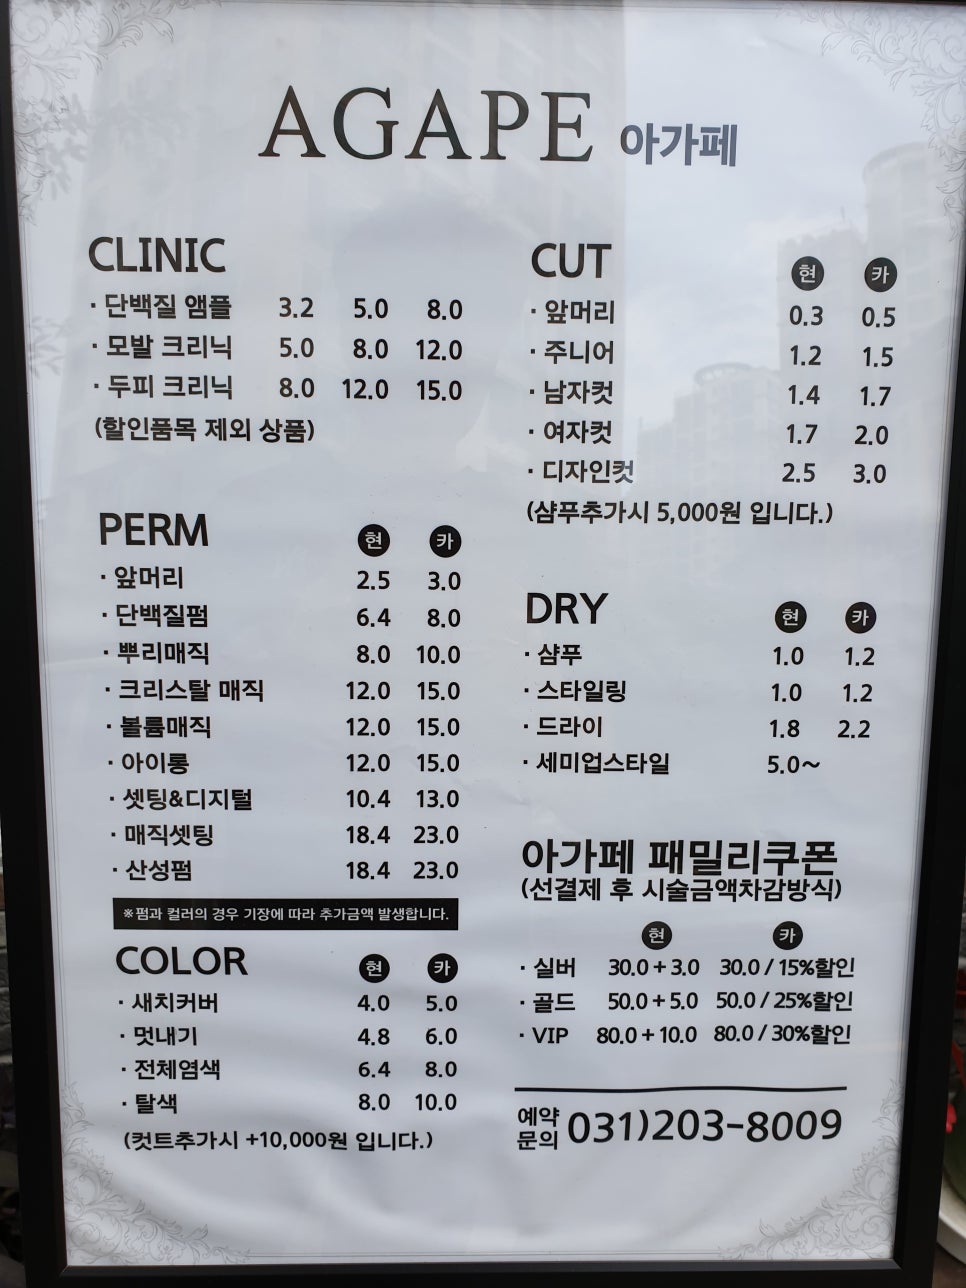 AGAPE 아가페
CLINIC
· 단백질 앰플 3.2 5.0 8.0
· 모발 크리닉 5.0 8.0 12.0
· 두피 크리닉 8.0 12.0 15.0
(할인품목 제외 상품)
PERM 현 카
· 앞머리 2.5 3.0
· 단백질펌 6.4 8.0
· 뿌리매직 8.0 10.0
· 크리스탈 매직 12.0 15.0
· 볼륨매직 12.0 15.0
· 아이롱 12.0 15.0
· 셋팅&디지털 10.4 13.0
· 매직셋팅 18.4 23.0
· 산성펌 18.4 23.0
※펌과 컬러의 경우 기장에 따라 추가금액 발생합니다.
COLOR 현 카
· 새치커버 4.0 5.0
· 멋내기 4.8 6.0
· 전체염색 6.4 8.0
· 탈색 8.0 10.0
(컷트추가시 +10,000원 입니다.)
CUT 현 카
· 앞머리 0.3 0.5
· 주니어 1.2 1.5
· 남자컷 1.4 1.7
· 여자컷 1.7 2.0
· 디자인컷 2.5 3.0
(샴푸추가시 5,000원 입니다.)
DRY 현 카
· 샴푸 1.0 1.2
· 스타일링 1.0 1.2
· 드라이 1.8 2.2
· 세미업스타일 5.0~
아가페 패밀리쿠폰
(선결제 후 시술금액차감방식)
현 카
· 실버 30.0+3.0 30.0/15%할인
· 골드 50.0+5.0 50.0/25%할인
· VIP 80.0+10.0 80.0/30%할인
예약문의 031)203-8009